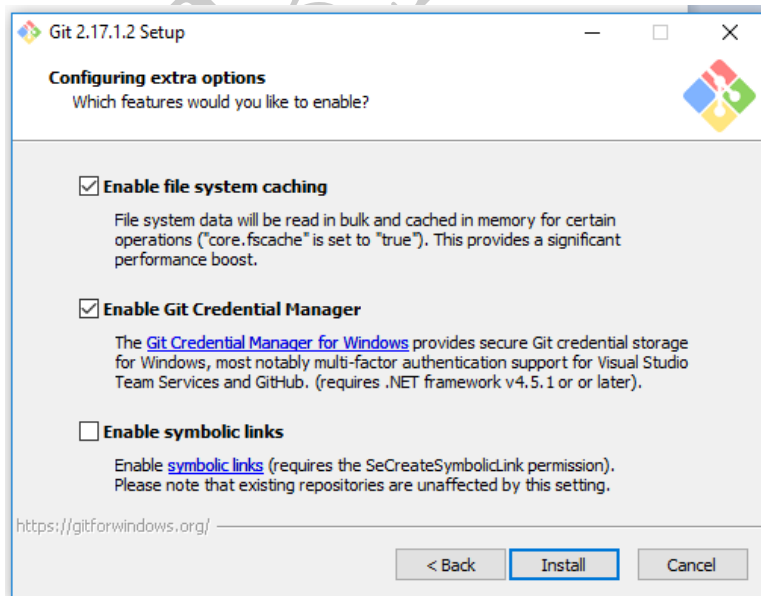 Git 2.17.1.2 Setup
Configuring extra options
Which features would you like to enable?
Enable file system caching
File system data will be read in bulk and cached in memory for certain
operations ("core.fscache" is set to "true"). This provides a significant
performance boost.
Enable Git Credential Manager
The Git Credential Manager for Windows provides secure Git credential storage
for Windows, most notably multi-factor authentication support for Visual Studio
Team Services and GitHub. (requires .NET framework v4.5.1 or or later).
Enable symbolic links
Enable symbolic links (requires the SeCreateSymbolicLink permission).
Please note that existing repositories are unaffected by this setting.
https://gitforwindows.org/
< Back Install Cancel